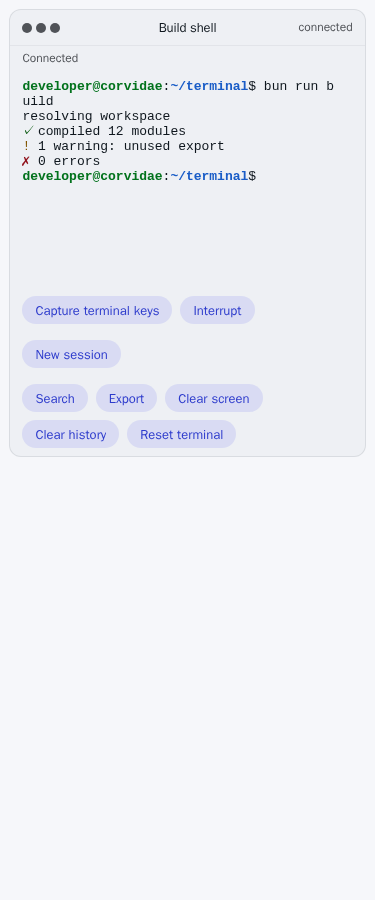 Build shell
connected
Connected
developer@corvidae:~/terminal$ bun run b
uild
resolving workspace
✓ compiled 12 modules
! 1 warning: unused export
✗ 0 errors
developer@corvidae:~/terminal$
Capture terminal keys
Interrupt
New session
Search
Export
Clear screen
Clear history
Reset terminal